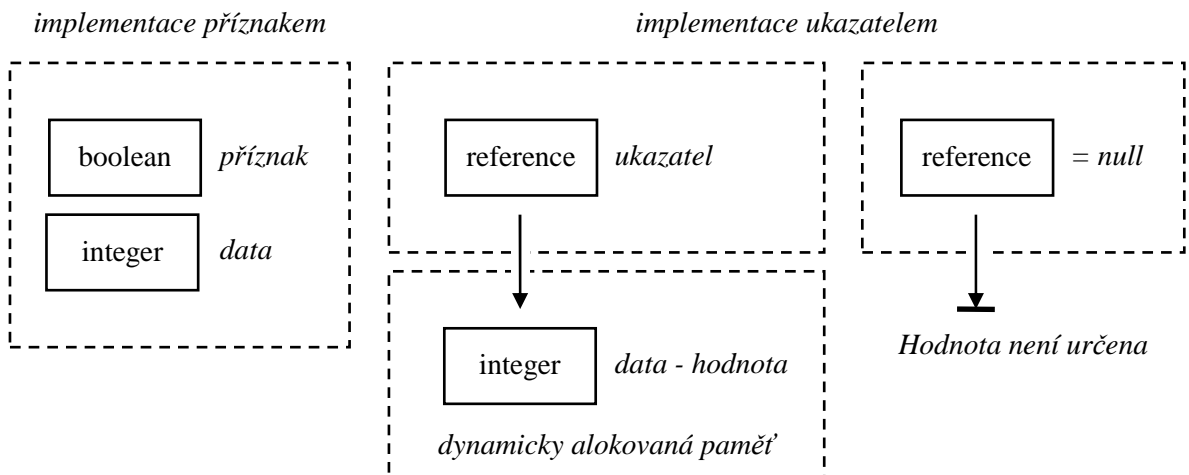 implementace příznakem
implementace ukazatelem
boolean příznak
integer data
reference ukazatel
integer data - hodnota
dynamicky alokovaná paměť
reference = null
Hodnota není určena